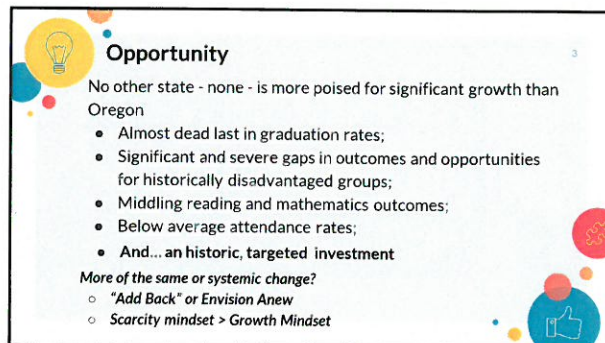 Opportunity
3
No other state - none - is more poised for significant growth than
Oregon
• Almost dead last in graduation rates;
• Significant and severe gaps in outcomes and opportunities
for historically disadvantaged groups;
• Middling reading and mathematics outcomes;
• Below average attendance rates;
• And... an historic, targeted investment
More of the same or systemic change?
○ "Add Back" or Envision Anew
○ Scarcity mindset > Growth Mindset